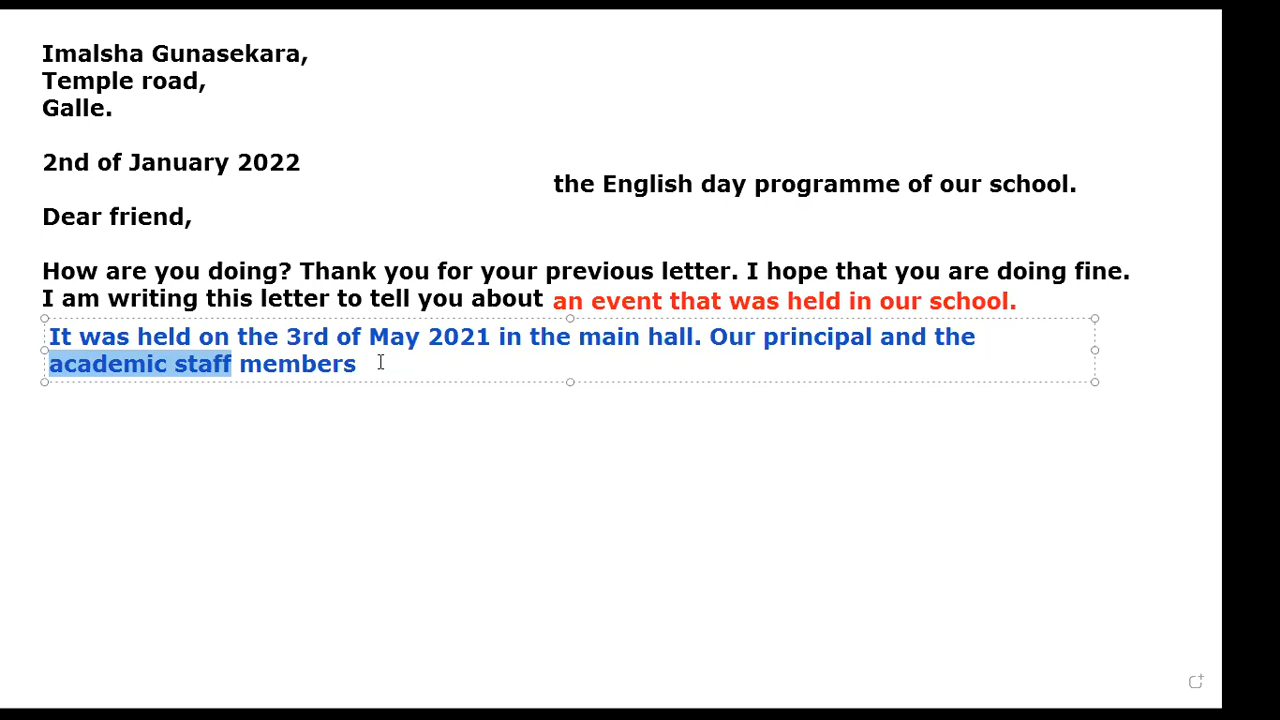 Imalsha Gunasekara,
Temple road,
Galle.
2nd of January 2022
the English day programme of our school.
Dear friend,
How are you doing? Thank you for your previous letter. I hope that you are doing fine.
I am writing this letter to tell you about an event that was held in our school.
It was held on the 3rd of May 2021 in the main hall. Our principal and the
academic staff members